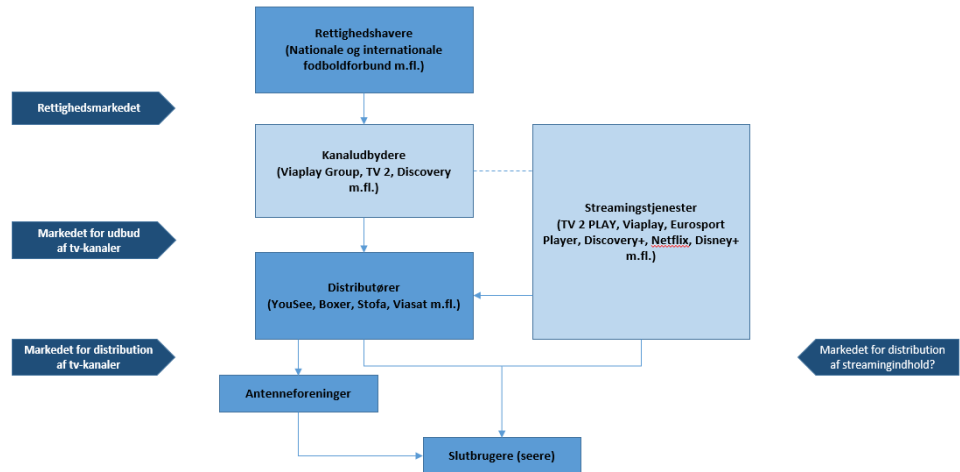 Rettighedshavere
(Nationale og internationale
fodboldforbund m.fl.)
Rettighedsmarkedet
Kanaludbydere
(Viaplay Group, TV 2, Discovery
m.fl.)
Streamingstjenester
(TV 2 PLAY, Viaplay, Eurosport
Player, Discovery+, Netflix, Disney+
m.fl.)
Markedet for udbud
af tv-kanaler
Distributører
(YouSee, Boxer, Stofa, Viasat m.fl.)
Markedet for distribution
af tv-kanaler
Markedet for distribution
af streamingindhold?
Antenneforeninger
Slutbrugere (seere)